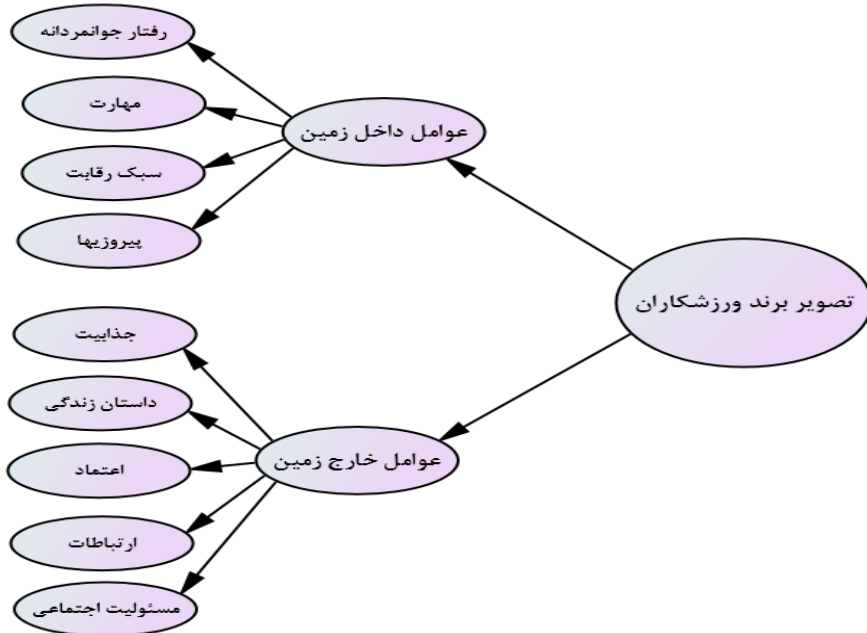 تصویر برند ورزشکاران
عوامل داخل زمین
رفتار جوانمردانه
مهارت
سبک رقابت
پیروزیها
عوامل خارج زمین
جذابیت
داستان زندگی
اعتماد
ارتباطات
مسئولیت اجتماعی